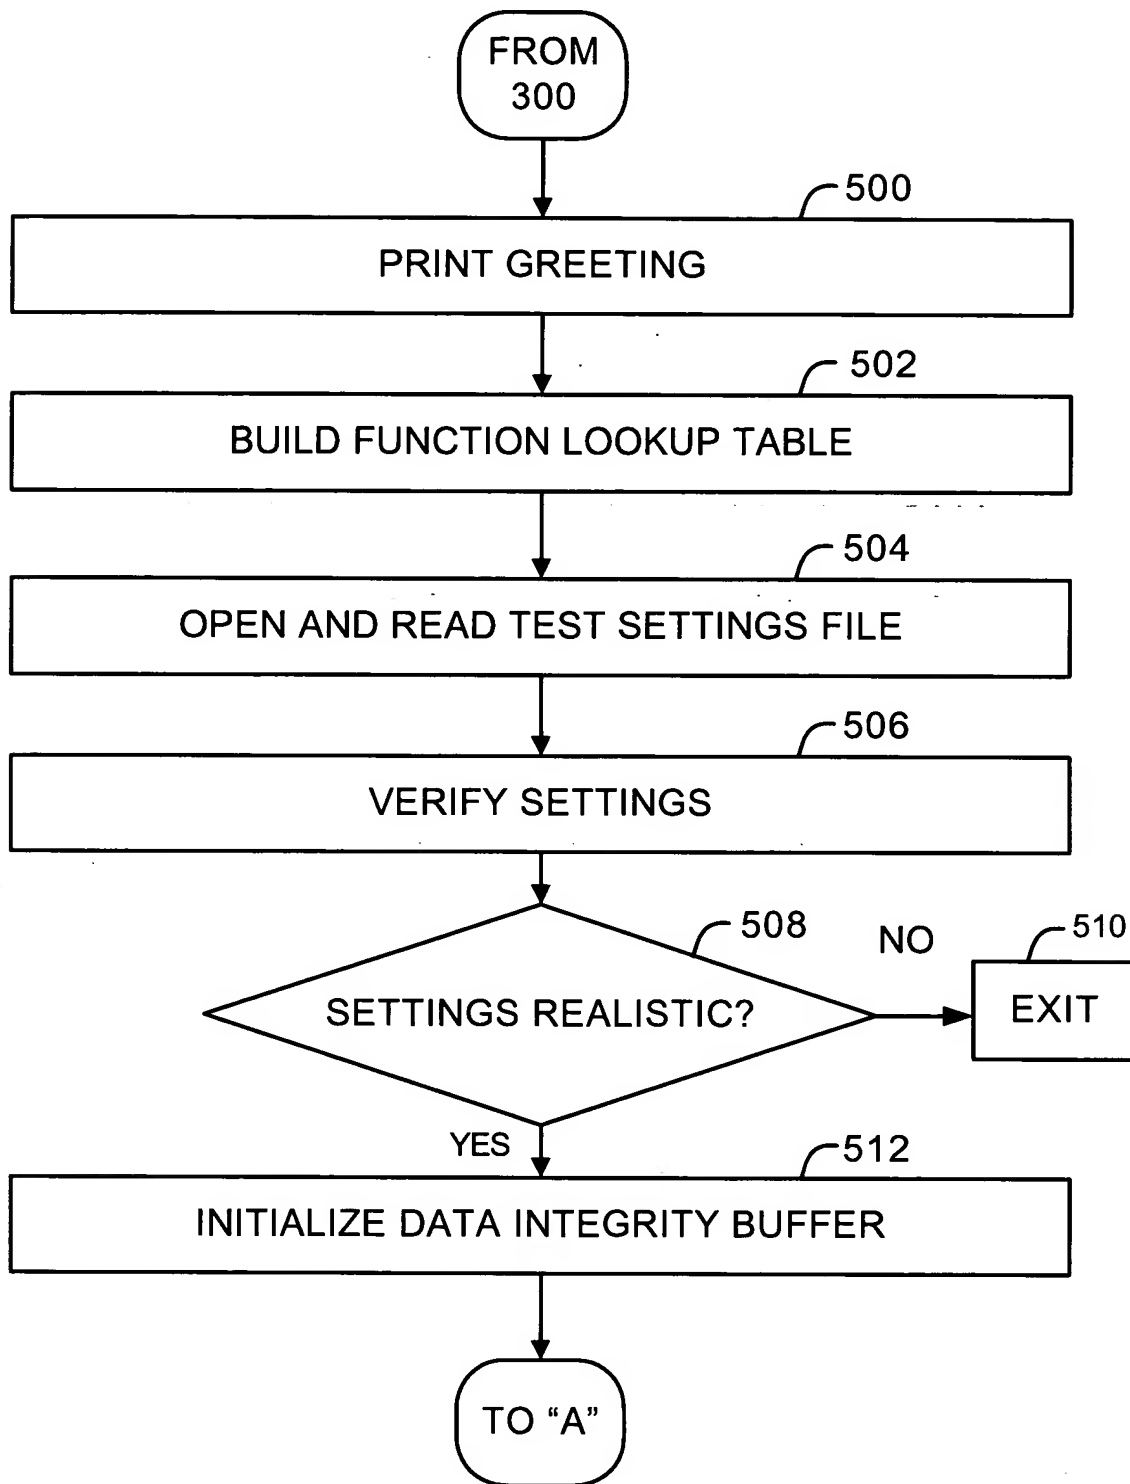 FROM
300
500
PRINT GREETING
502
BUILD FUNCTION LOOKUP TABLE
504
OPEN AND READ TEST SETTINGS FILE
506
VERIFY SETTINGS
508
NO
510
SETTINGS REALISTIC?
EXIT
YES
512
INITIALIZE DATA INTEGRITY BUFFER
TO “A”